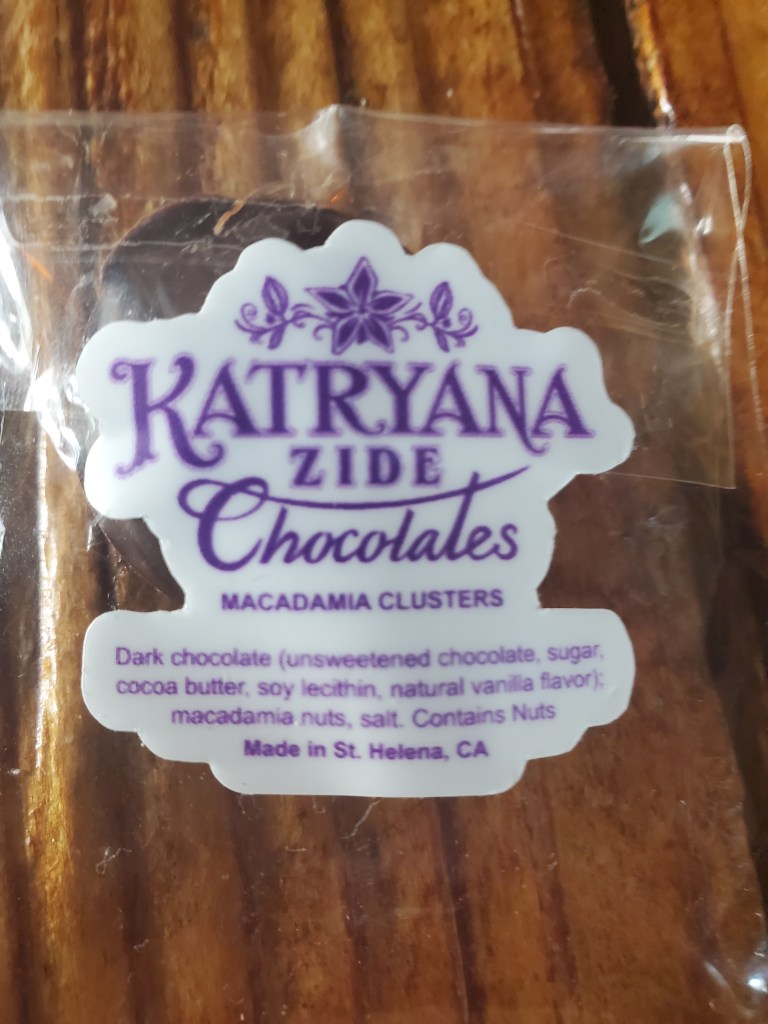 KATRYANA
ZIDE
Chocolates
MACADAMIA CLUSTERS
Dark chocolate (unsweetened chocolate, sugar,
cocoa butter, soy lecithin, natural vanilla flavor);
macadamia nuts, salt. Contains Nuts
Made in St. Helena, CA